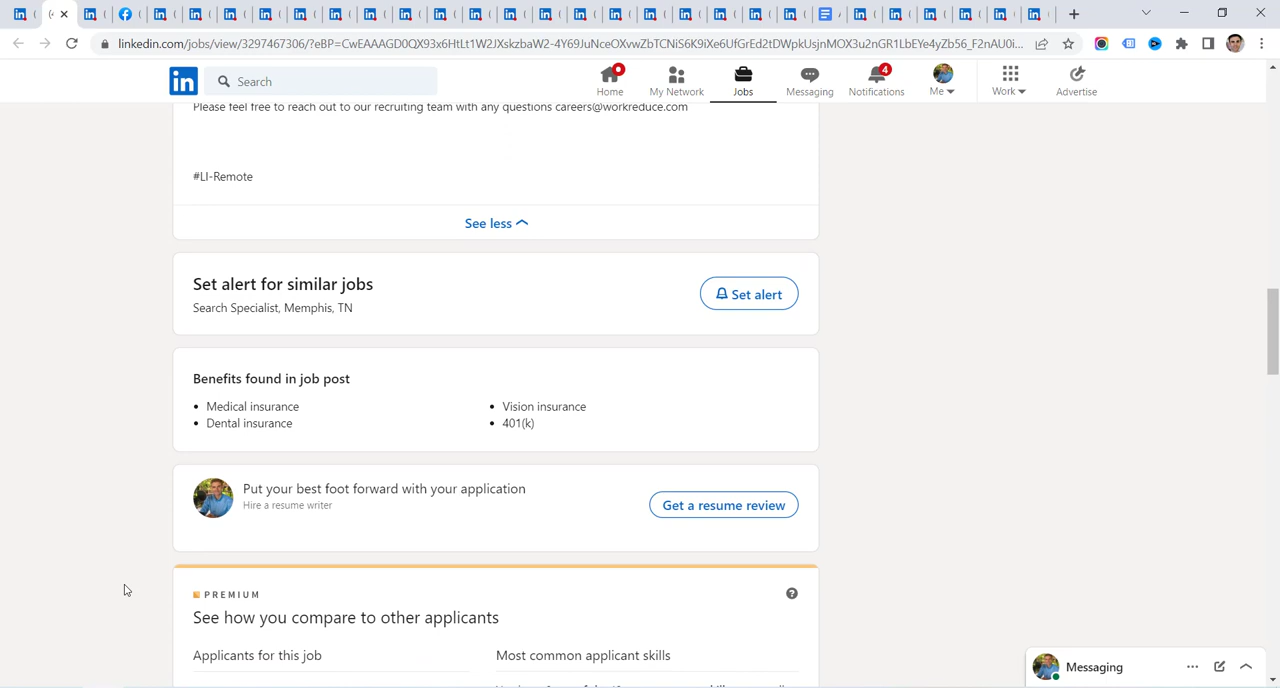 linkedin.com/jobs/view/3297467306/?eBP=CwEAAAGD0QX93x6HtLt1W2JXskzbaW2-4Y69JuNceOXvwZbTCNiS6K9iXe6UfGrEd2tDWpkUsjnMOX3u2nGR1LbEYe4yZb56_F2nAU0i...
in
Search
Home
My Network
Jobs
Messaging
4
Notifications
Me
Work
Advertise
Please feel free to reach out to our recruiting team with any questions careers@workreduce.com
#LI-Remote
See less
Set alert for similar jobs
Search Specialist, Memphis, TN
Set alert
Benefits found in job post
• Medical insurance
• Dental insurance
• Vision insurance
• 401(k)
Put your best foot forward with your application
Hire a resume writer
Get a resume review
PREMIUM
See how you compare to other applicants
Applicants for this job
Most common applicant skills
Messaging